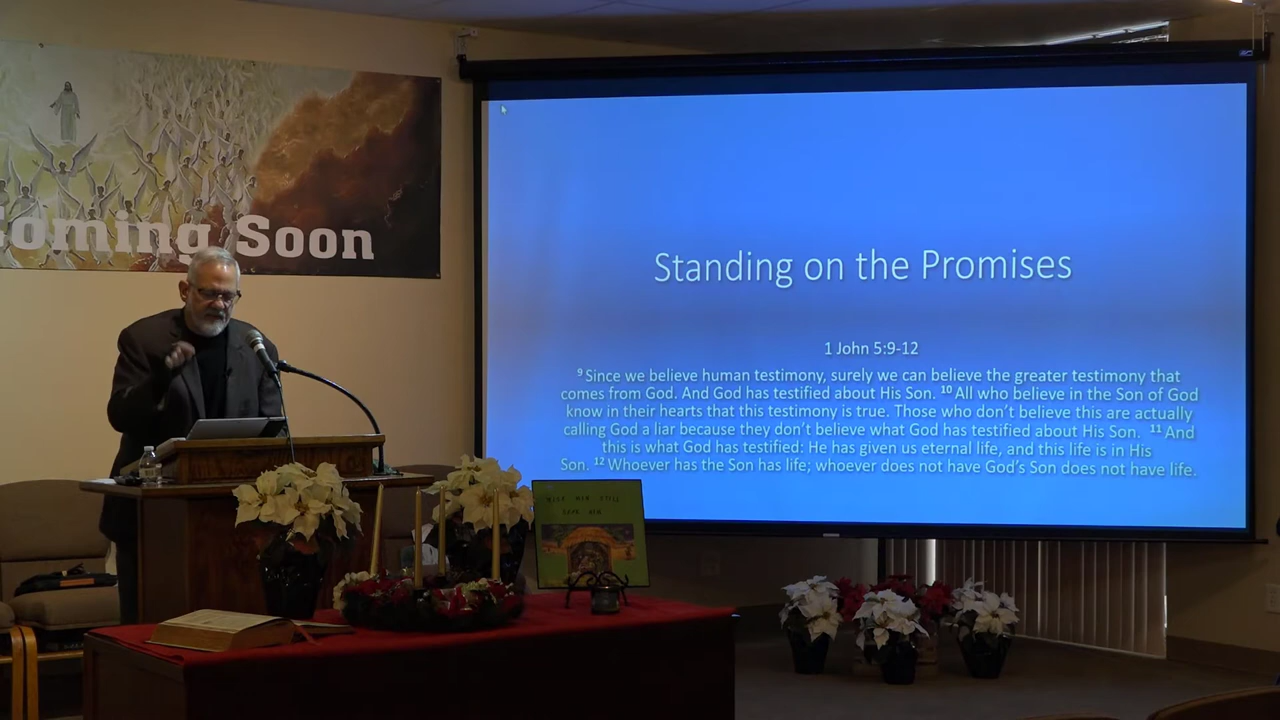 Coming Soon
Standing on the Promises
1 John 5:9-12
⁹ Since we believe human testimony, surely we can believe the greater testimony that
comes from God. And God has testified about His Son. ¹⁰ All who believe in the Son of God
know in their hearts that this testimony is true. Those who don’t believe this are actually
calling God a liar because they don’t believe what God has testified about His Son. ¹¹ And
this is what God has testified: He has given us eternal life, and this life is in His
Son. ¹² Whoever has the Son has life; whoever does not have God’s Son does not have life.